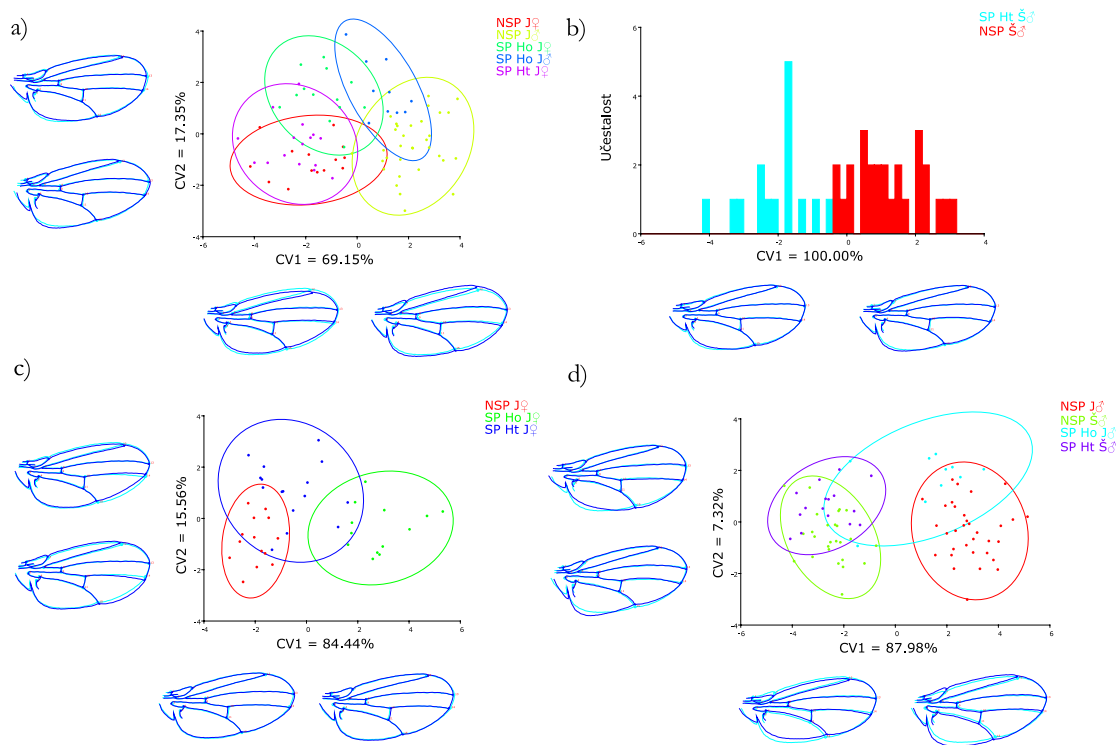 a)
NSP J♀
NSP J♂
SP Ho J♀
SP Ho J♂
SP Ht J♀
4
2
0
-2
-4
CV2 = 17.35%
-6
-4
-2
0
2
4
CV1 = 69.15%
b)
SP Ht Š♂
NSP Š♂
6
4
2
0
Učestalost
-4
-2
0
2
4
CV1 = 100.00%
c)
NSP J♀
SP Ho J♀
SP Ht J♀
4
2
0
-2
-4
CV2 = 15.56%
-4
-2
0
2
4
6
CV1 = 84.44%
d)
NSP J♂
NSP Š♂
SP Ho J♂
SP Ht Š♂
4
2
0
-2
-4
CV2 = 7.32%
-6
-4
-2
0
2
4
6
CV1 = 87.98%